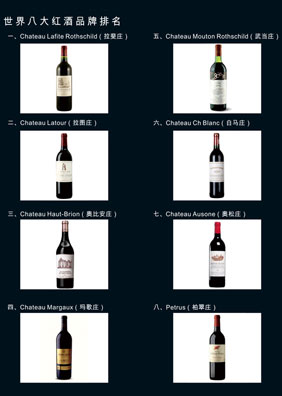 世界八大红酒品牌排名
一、Chateau Lafite Rothschild（拉斐庄）
五、Chateau Mouton Rothschild（武当庄）
二、Chateau Latour（拉图庄）
六、Chateau Ch Blanc（白马庄）
三、Chateau Haut-Brion（奥比安庄）
七、Chateau Ausone（奥松庄）
四、Chateau Margaux（玛歌庄）
八、Petrus（柏翠庄）